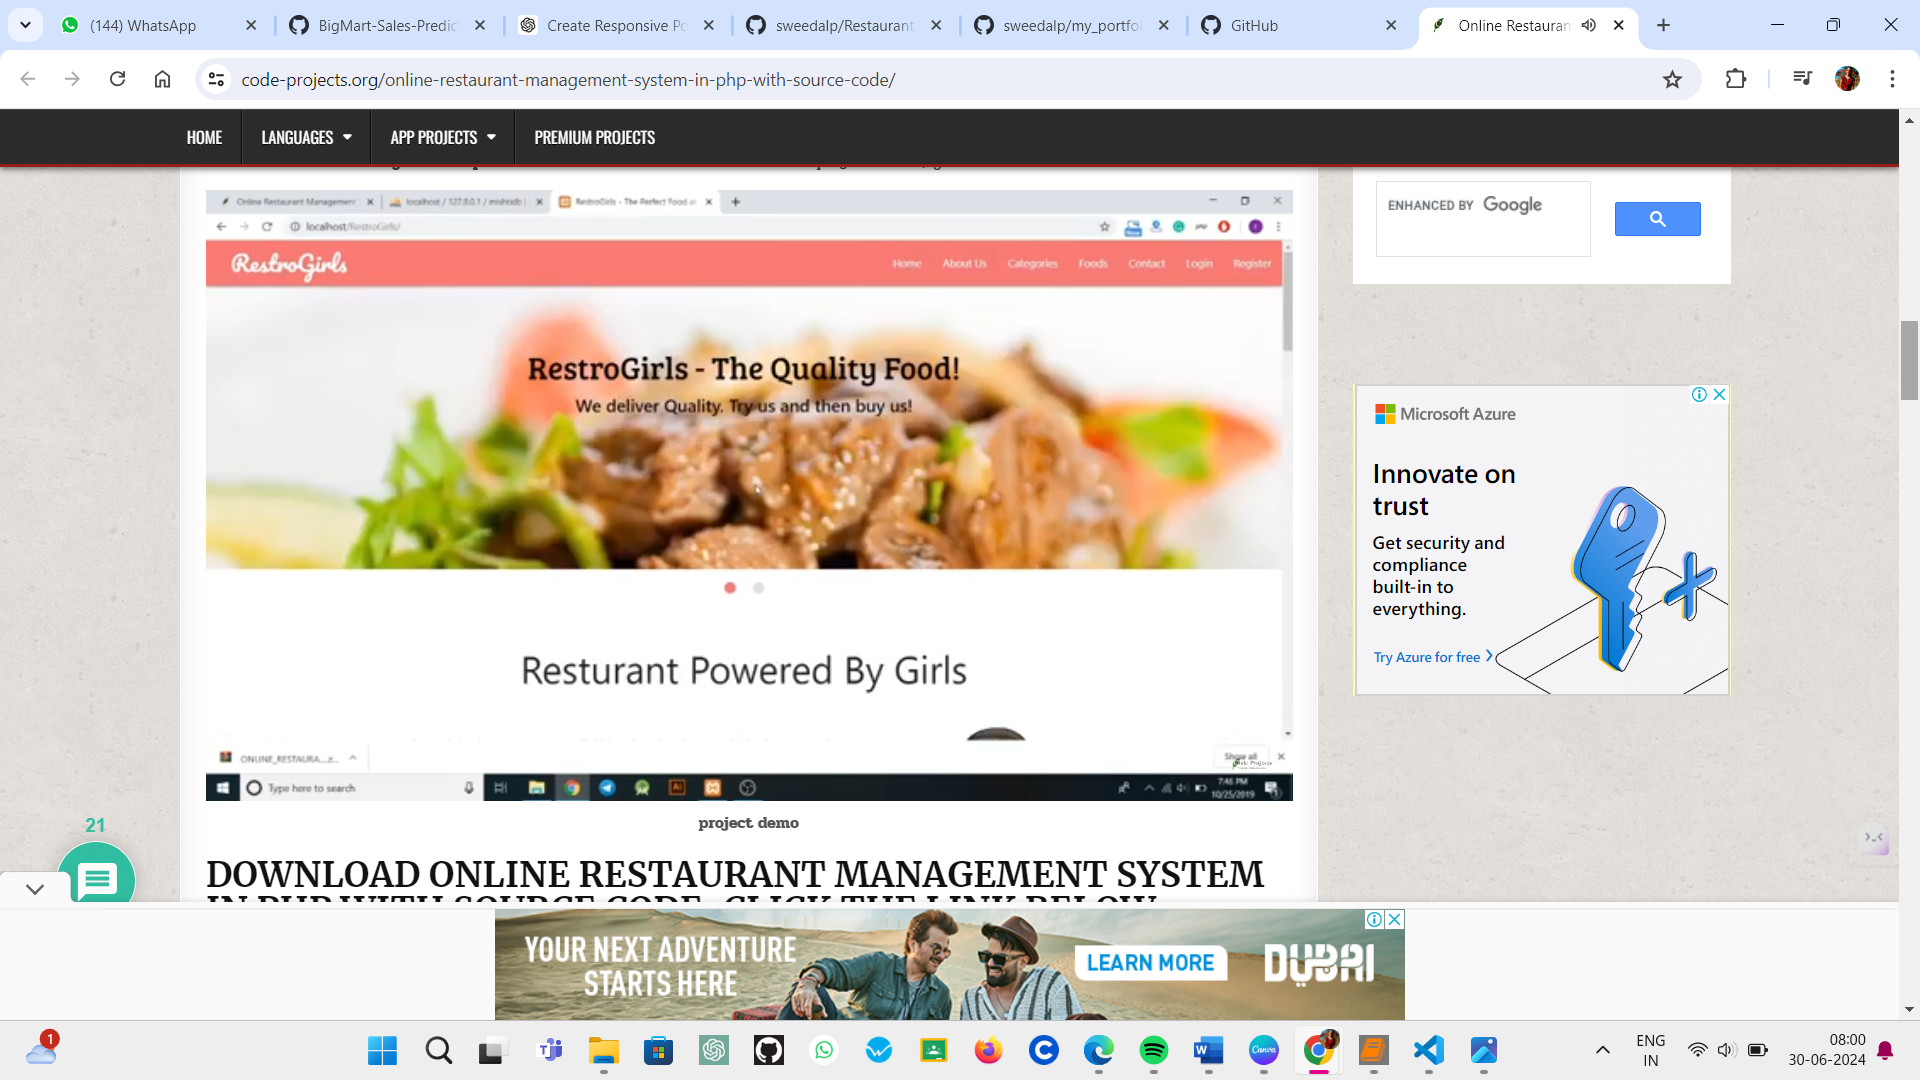 (144) WhatsApp
BigMart-Sales-Predic
Create Responsive Po
sweedalp/Restaurant
sweedalp/my_portfol
GitHub
Online Restauran
code-projects.org/online-restaurant-management-system-in-php-with-source-code/
HOME
LANGUAGES
APP PROJECTS
PREMIUM PROJECTS
Online Restaurant Management
localhost / 127.0.0.1 / mishtidb |
RestroGirls - The Perfect Food
localhost/RestroGirls/
RestroGirls
Home
About Us
Categories
Foods
Contact
Login
Register
RestroGirls - The Quality Food!
We deliver Quality. Try us and then buy us!
Resturant Powered By Girls
ONLINE_RESTAURA....
Show all
Type here to search
7:46 PM
10/25/2019
project demo
DOWNLOAD ONLINE RESTAURANT MANAGEMENT SYSTEM
IN PHP WITH SOURCE CODE: CLICK THE LINK BELOW
21
ENHANCED BY Google
Microsoft Azure
Innovate on
trust
Get security and
compliance
built-in to
everything.
Try Azure for free
YOUR NEXT ADVENTURE
STARTS HERE
LEARN MORE
DUBAI
1
Canva
ENG
IN
08:00
30-06-2024